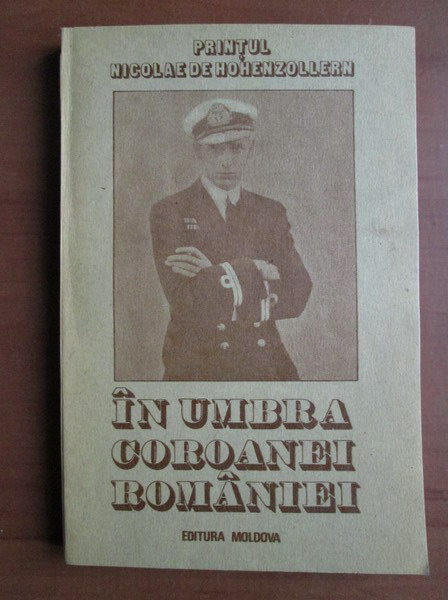 PRINȚUL
NICOLAE DE HOHENZOLLERN
ÎN UMBRA
COROANEI
ROMÂNIEI
EDITURA MOLDOVA